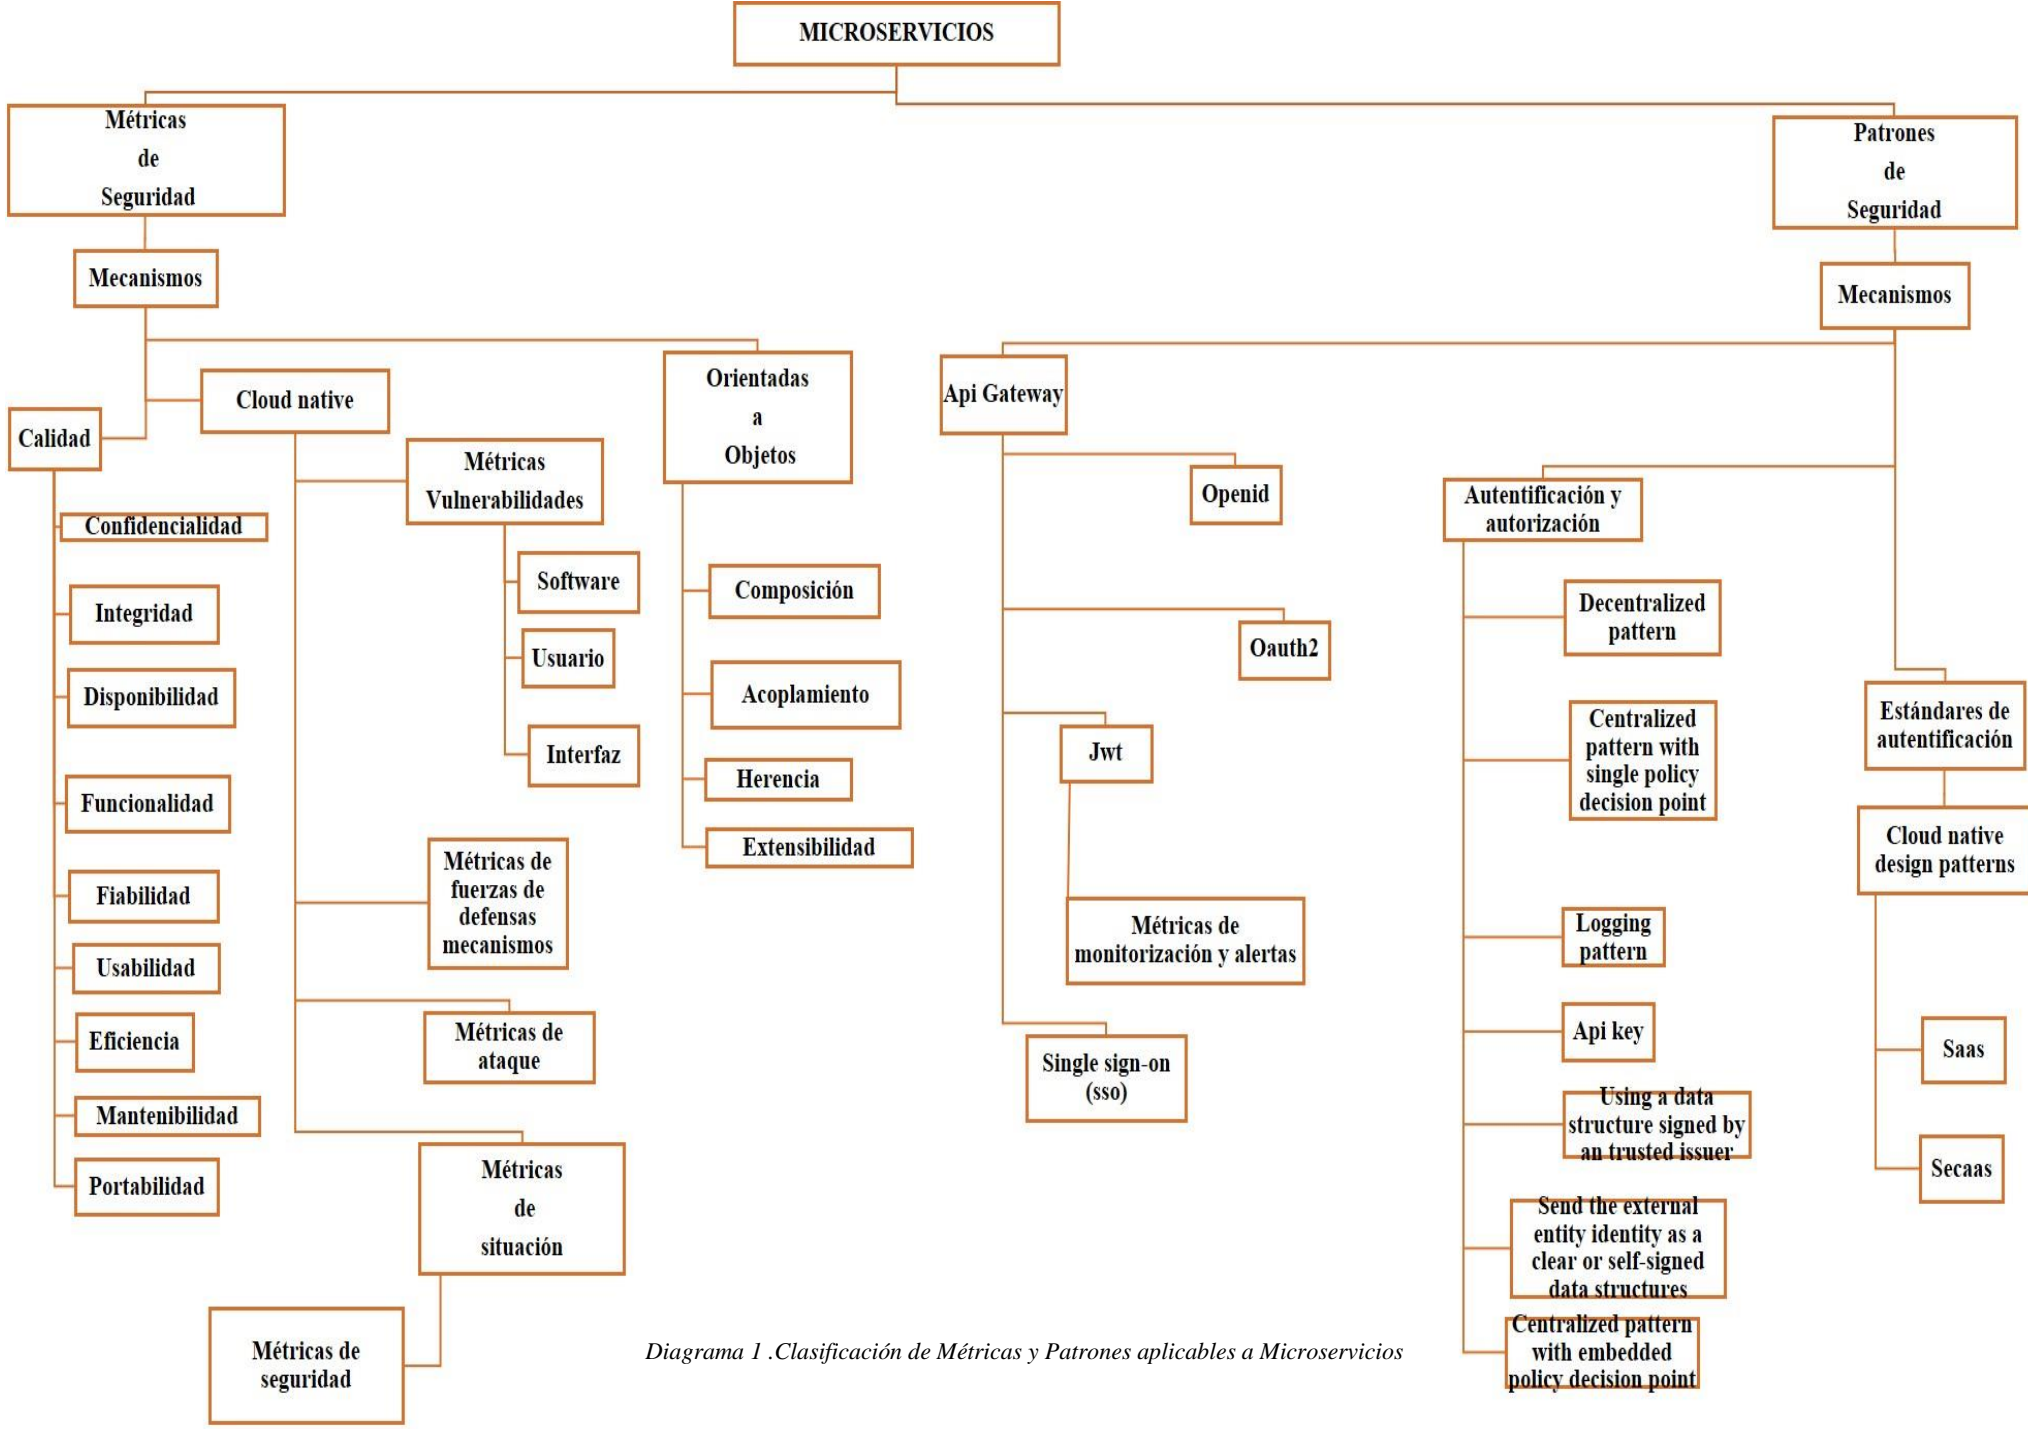 MICROSERVICIOS
Métricas
de
Seguridad
Mecanismos
Calidad
Confidencialidad
Integridad
Disponibilidad
Funcionalidad
Fiabilidad
Usabilidad
Eficiencia
Mantenibilidad
Portabilidad
Cloud native
Métricas
Vulnerabilidades
Software
Usuario
Interfaz
Métricas de
fuerzas de
defensas
mecanismos
Métricas de
ataque
Métricas
de
situación
Métricas de
seguridad
Orientadas
a
Objetos
Composición
Acoplamiento
Herencia
Extensibilidad
Patrones
de
Seguridad
Mecanismos
Api Gateway
Openid
Oauth2
Jwt
Métricas de
monitorización y alertas
Single sign-on
(sso)
Autentificación y
autorización
Decentralized
pattern
Centralized
pattern with
single policy
decision point
Logging
pattern
Api key
Using a data
structure signed by
an trusted issuer
Send the external
entity identity as a
clear or self-signed
data structures
Centralized pattern
with embedded
policy decision point
Estándares de
autentificación
Cloud native
design patterns
Saas
Secaas
Diagrama 1 .Clasificación de Métricas y Patrones aplicables a Microservicios